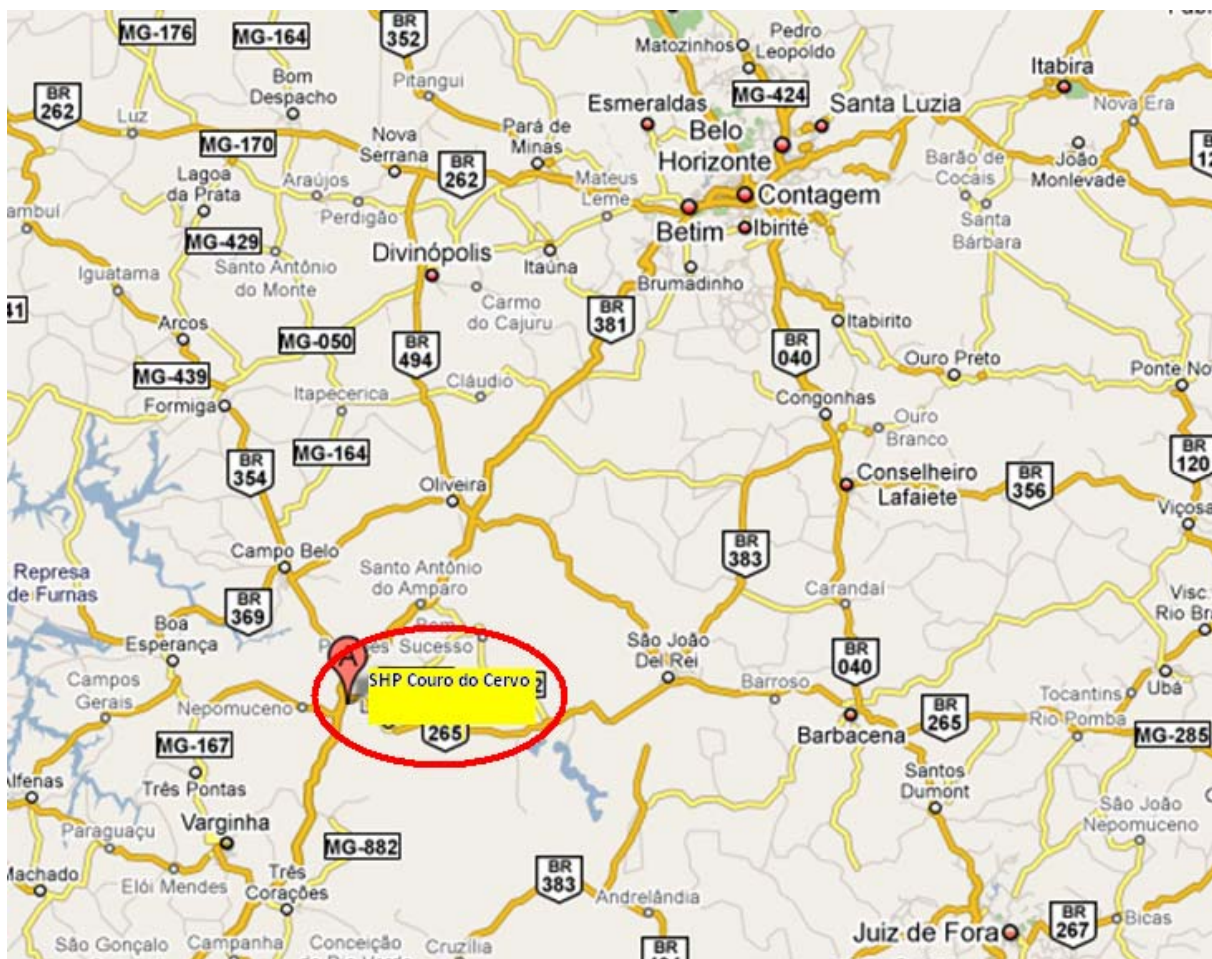 MG-176
MG-164
BR
352
Matozinhos
Pedro
Leopoldo
Itabira
BR
262
Luz
Bom
Despacho
Pitangui
Esmeraldas
MG-424
Santa Luzia
Nova Era
MG-170
Nova
Serrana
BR
262
Pará de
Minas
Belo
Horizonte
Barão de
Cocais
João
Monlevade
Lagoa
da Prata
Araújos
Perdigão
Mateus
Leme
Contagem
Betim
Ibirité
Santa
Bárbara
MG-429
Santo Antônio
do Monte
Divinópolis
Itaúna
Brumadinho
Iguatama
Carmo
do Cajuru
BR
381
Itabirito
Arcos
MG-050
BR
494
BR
040
Ouro Preto
MG-439
Formiga
Itapecerica
Cláudio
Congonhas
Ouro
Branco
MG-164
BR
354
Oliveira
Conselheiro
Lafaiete
BR
356
BR
120
Campo Belo
Santo Antônio
do Amparo
BR
383
Represa
de Furnas
BR
369
Carandaí
Boa
Esperança
A
Sucesso
São João
Del Rei
BR
040
Campos
Gerais
SHP Couro do Cervo
Nepomuceno
265
Barroso
Tocantins
Ubá
MG-167
Barbacena
BR
265
Rio Pomba
MG-285
Três Pontas
Santos
Dumont
Paraguaçu
Varginha
MG-882
São João
Nepomuceno
Elói Mendes
Três
Corações
BR
383
Andrelândia
Juiz de Fora
BR
267
Bicas
São Gonçalo
Campanha
Conceição
Cruzília
BR